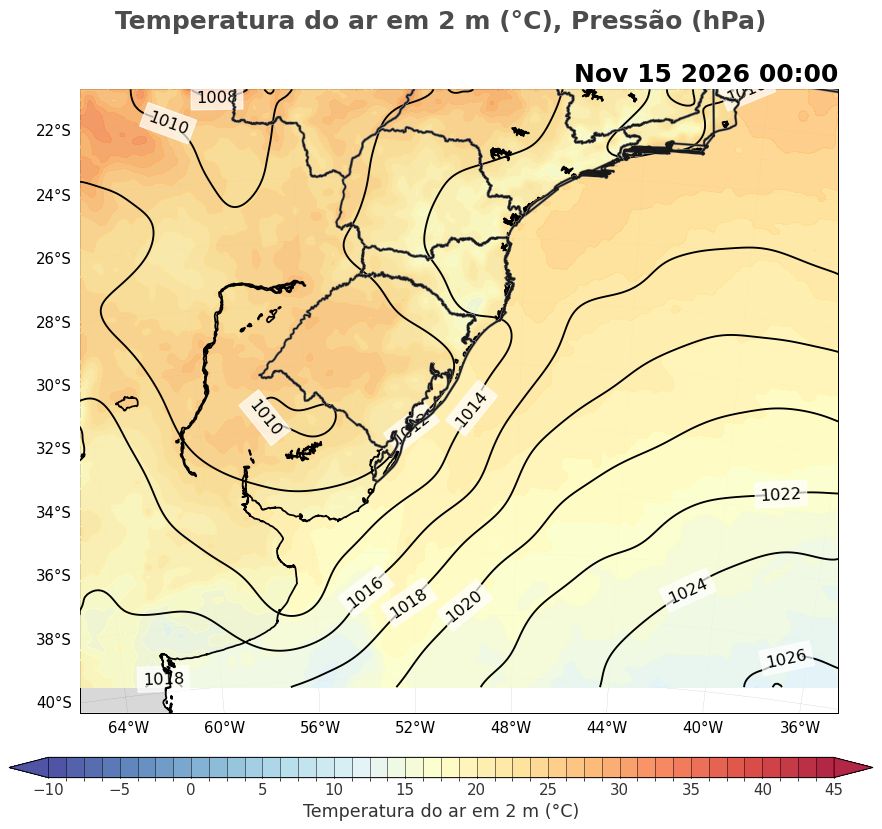 Temperatura do ar em 2 m (°C), Pressão (hPa)
Nov 15 2026 00:00
1008
1010
22°S
24°S
26°S
28°S
30°S
1010
1012
1014
32°S
34°S
1022
36°S
1016
1018
1020
1024
38°S
1026
1018
40°S
64°W 60°W 56°W 52°W 48°W 44°W 40°W 36°W
−10 −5 0 5 10 15 20 25 30 35 40 45
Temperatura do ar em 2 m (°C)